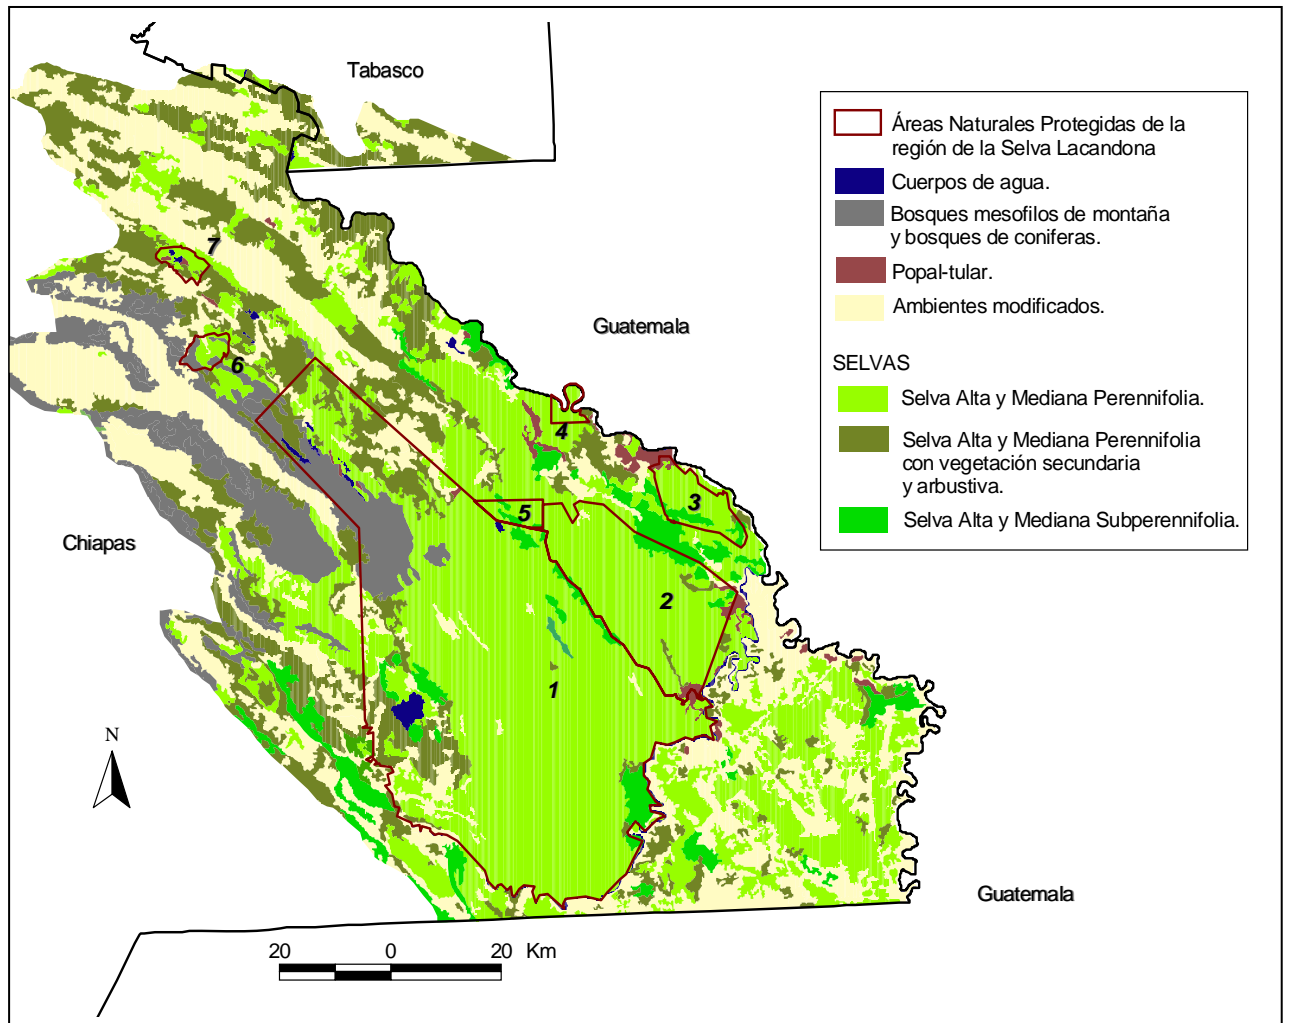 Tabasco
Áreas Naturales Protegidas de la
región de la Selva Lacandona
Cuerpos de agua.
Bosques mesofilos de montaña
y bosques de coniferas.
Popal-tular.
Ambientes modificados.
SELVAS
Selva Alta y Mediana Perennifolia.
Selva Alta y Mediana Perennifolia
con vegetación secundaria
y arbustiva.
Selva Alta y Mediana Subperennifolia.
7
Guatemala
6
4
3
5
Chiapas
2
1
N
Guatemala
20 0 20 Km